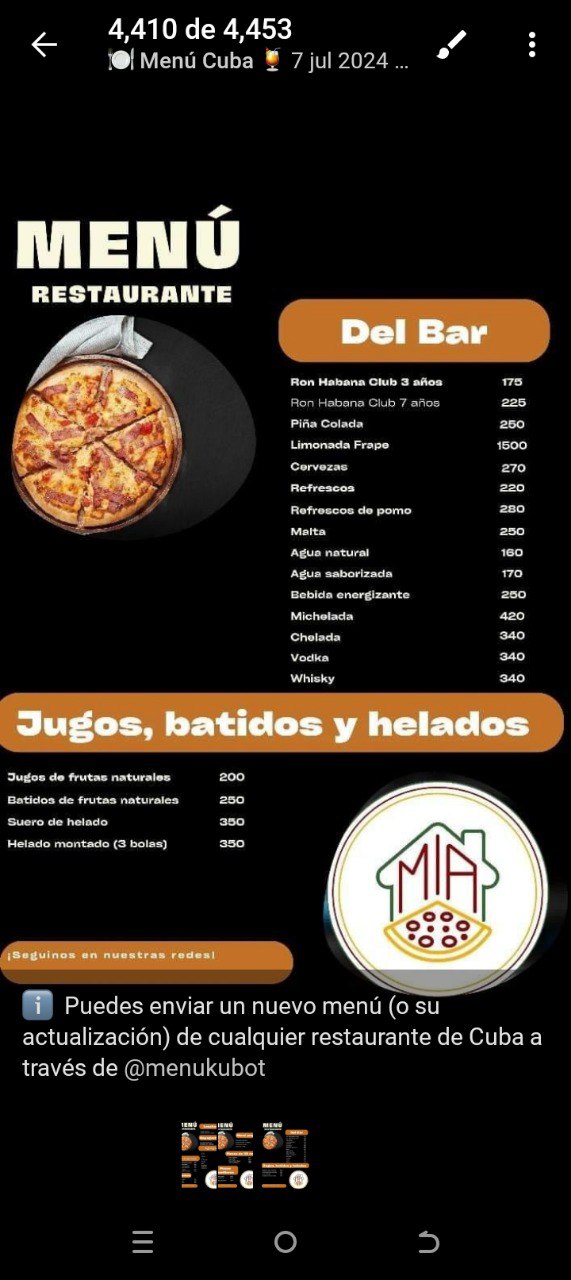 4,410 de 4,453
🍽 Menú Cuba 🍹 7 jul 2024 ...
MENÚ
RESTAURANTE
Del Bar
Ron Habana Club 3 años 175
Ron Habana Club 7 años 225
Piña Colada 250
Limonada Frape 1500
Cervezas 270
Refrescos 220
Refrescos de pomo 280
Malta 250
Agua natural 160
Agua saborizada 170
Bebida energizante 250
Michelada 420
Chelada 340
Vodka 340
Whisky 340
Jugos, batidos y helados
Jugos de frutas naturales 200
Batidos de frutas naturales 250
Suero de helado 350
Helado montado (3 bolas) 350
MIA
¡Seguinos en nuestras redes!
ℹ️ Puedes enviar un nuevo menú (o su
actualización) de cualquier restaurante de Cuba a
través de @menukubot